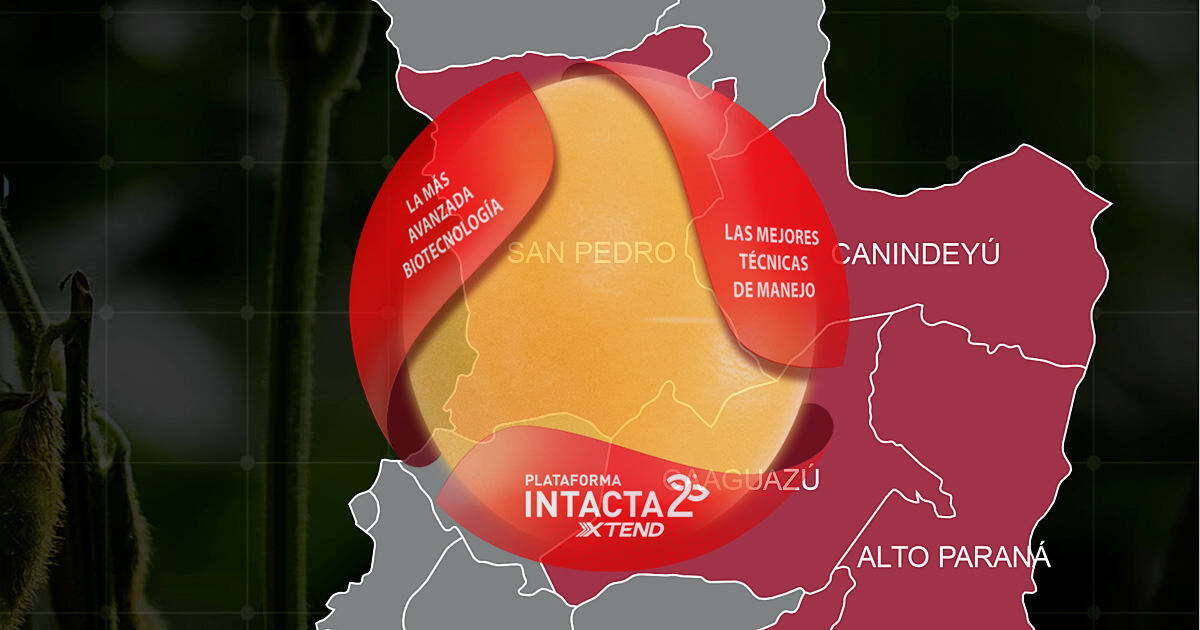 LA MÁS
AVANZADA
BIOTECNOLOGÍA
SAN PEDRO
LAS MEJORES
TÉCNICAS
DE MANEJO
CANINDEYÚ
PLATAFORMA
INTACTA 2
XTEND
CAAGUAZÚ
ALTO PARANÁ